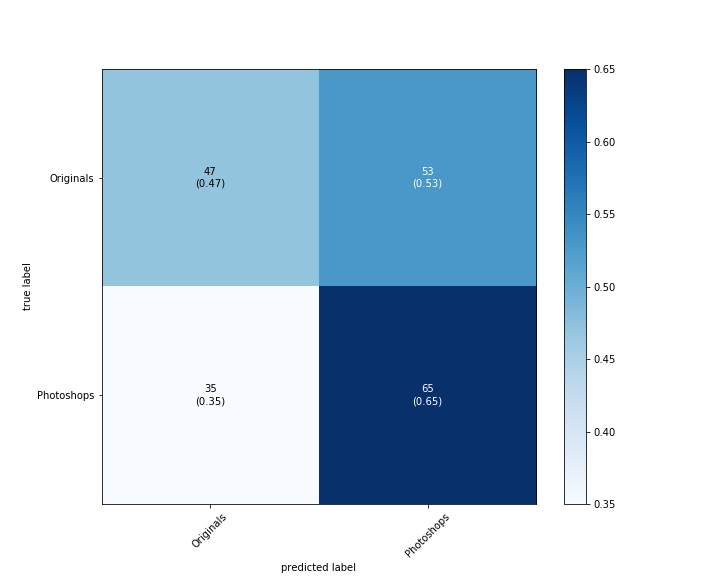 0.65
0.60
0.55
0.50
0.45
0.40
0.35
true label
Originals
Photoshops
47
(0.47)
53
(0.53)
35
(0.35)
65
(0.65)
Originals
Photoshops
predicted label